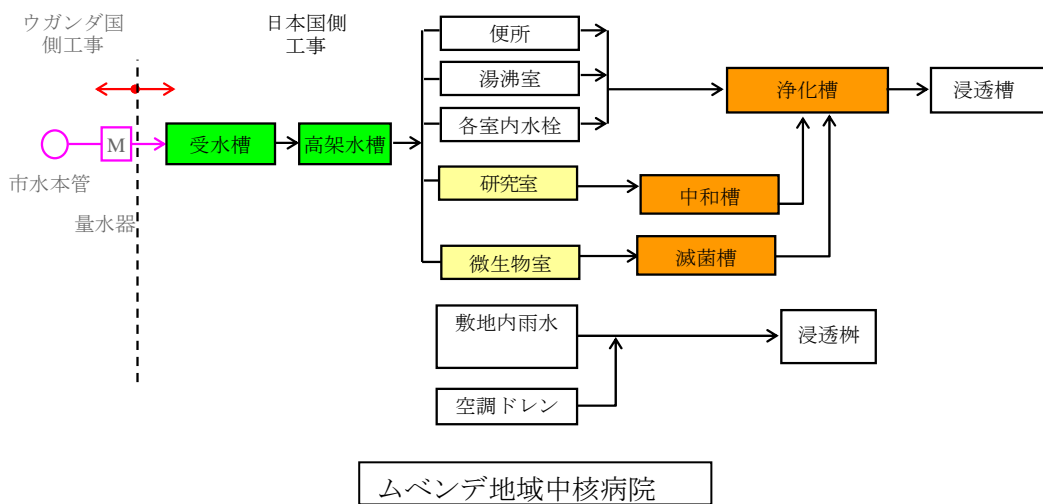 ウガンダ国
側工事
日本国側
工事
便所
湯沸室
各室内水栓
浄化槽
浸透槽
M
受水槽
高架水槽
市水本管
量水器
研究室
中和槽
微生物室
滅菌槽
敷地内雨水
浸透桝
空調ドレン
ムベンデ地域中核病院